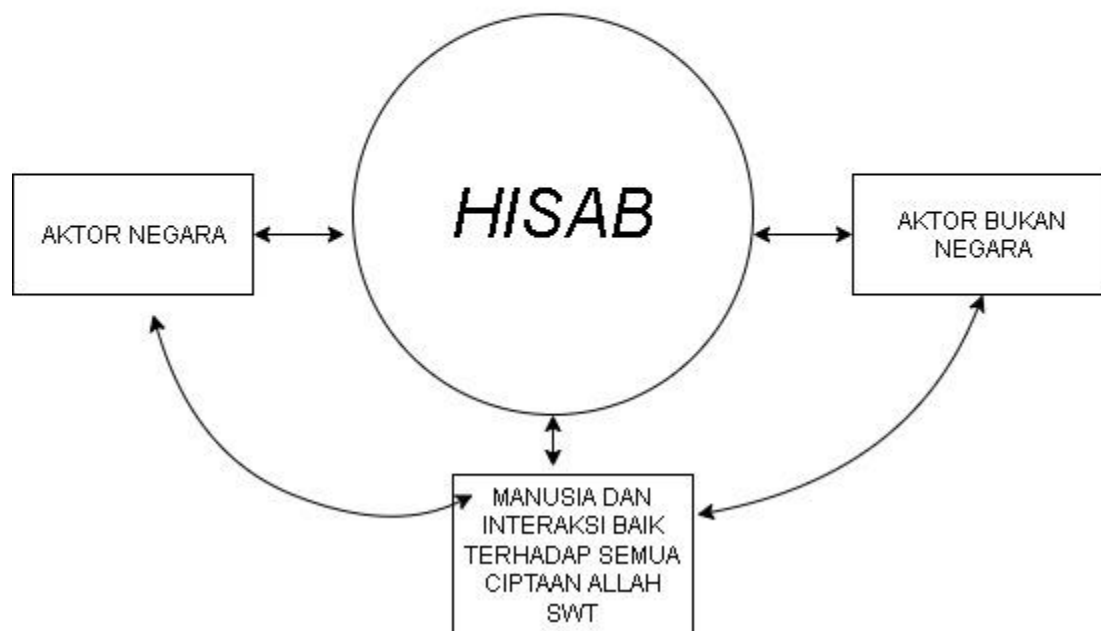 HISAB
AKTOR NEGARA
AKTOR BUKAN
NEGARA
MANUSIA DAN
INTERAKSI BAIK
TERHADAP SEMUA
CIPTAAN ALLAH
SWT